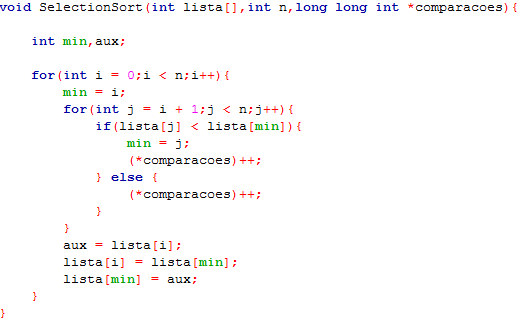 void SelectionSort(int lista[],int n,long long int *comparacoes){
int min,aux;
for(int i = 0;i < n;i++){
min = i;
for(int j = i + 1;j < n;j++){
if(lista[j] < lista[min]){
min = j;
(*comparacoes)++;
} else {
(*comparacoes)++;
}
}
aux = lista[i];
lista[i] = lista[min];
lista[min] = aux;
}
}